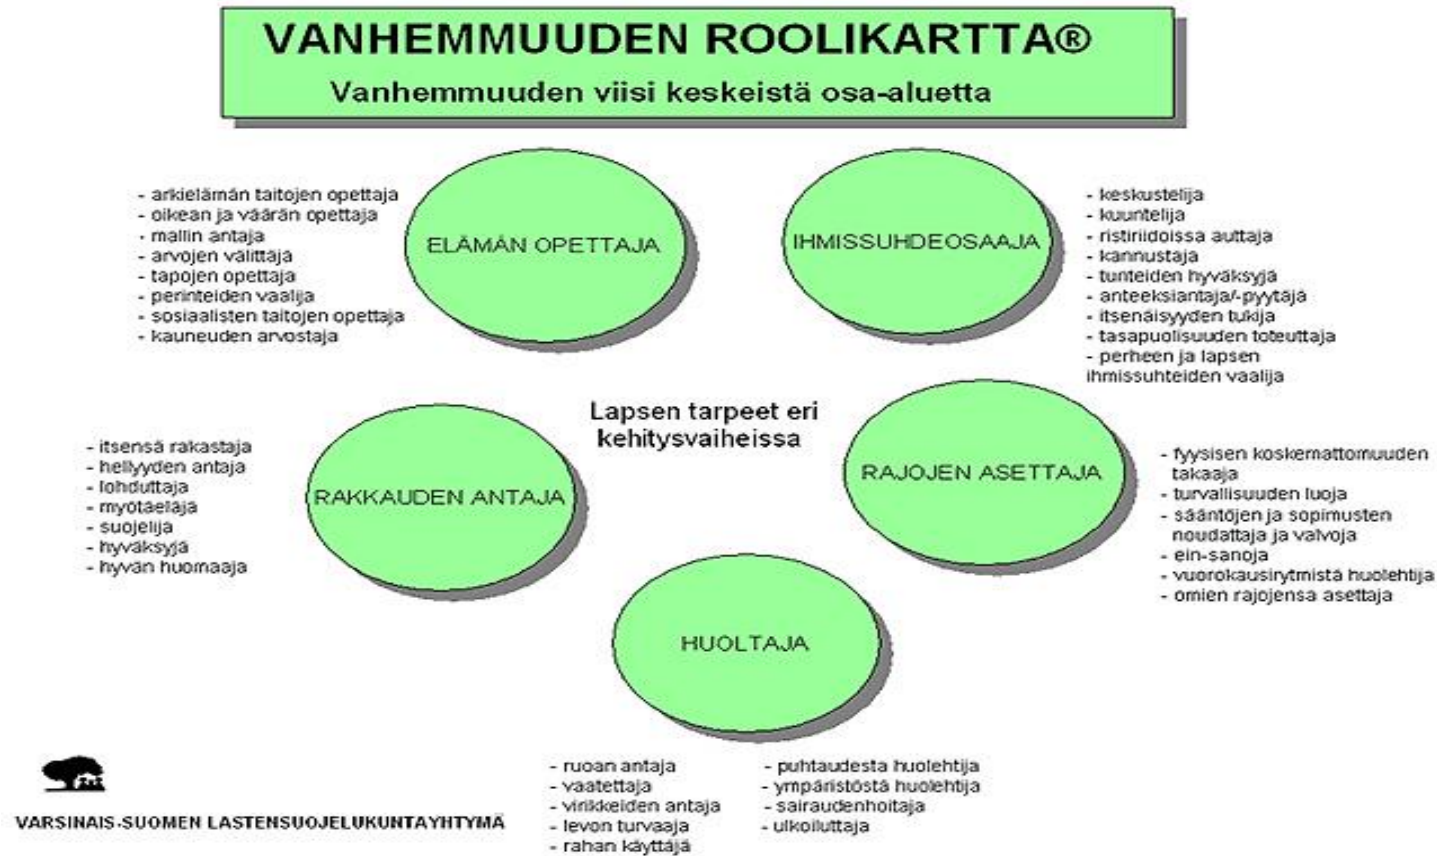 VANHEMMUUDEN ROOLIKARTTA®
Vanhemmuuden viisi keskeistä osa-aluetta
ELÄMÄN OPETTAJA
- arkielämän taitojen opettaja
- oikean ja väärän opettaja
- mallin antaja
- arvojen välittäjä
- tapojen opettaja
- perinteiden vaalija
- sosiaalisten taitojen opettaja
- kauneuden arvostaja
IHMISSUHDEOSAAJA
- keskustelija
- kuuntelija
- ristiriidoissa auttaja
- kannustaja
- tunteiden hyväksyjä
- anteeksiantaja/-pyytäjä
- itsenäisyyden tukija
- tasapuolisuuden toteuttaja
- perheen ja lapsen
ihmissuhteiden vaalija
Lapsen tarpeet eri
kehitysvaiheissa
RAKKAUDEN ANTAJA
- itsensä rakastaja
- hellyyden antaja
- lohduttaja
- myötäeläjä
- suojelija
- hyväksyjä
- hyvän huomaaja
RAJOJEN ASETTAJA
- fyysisen koskemattomuuden
takaaja
- turvallisuuden luoja
- sääntöjen ja sopimusten
noudattaja ja valvoja
- ein-sanoja
- vuorokausirytmistä huolehtija
- omien rajojensa asettaja
HUOLTAJA
- ruoan antaja
- vaatettaja
- virikkeiden antaja
- levon turvaaja
- rahan käyttäjä
- puhtaudesta huolehtija
- ympäristöstä huolehtija
- sairaudenhoitaja
- ulkoiluttaja
VARSINAIS-SUOMEN LASTENSUOJELUKUNTAYHTYMÄ